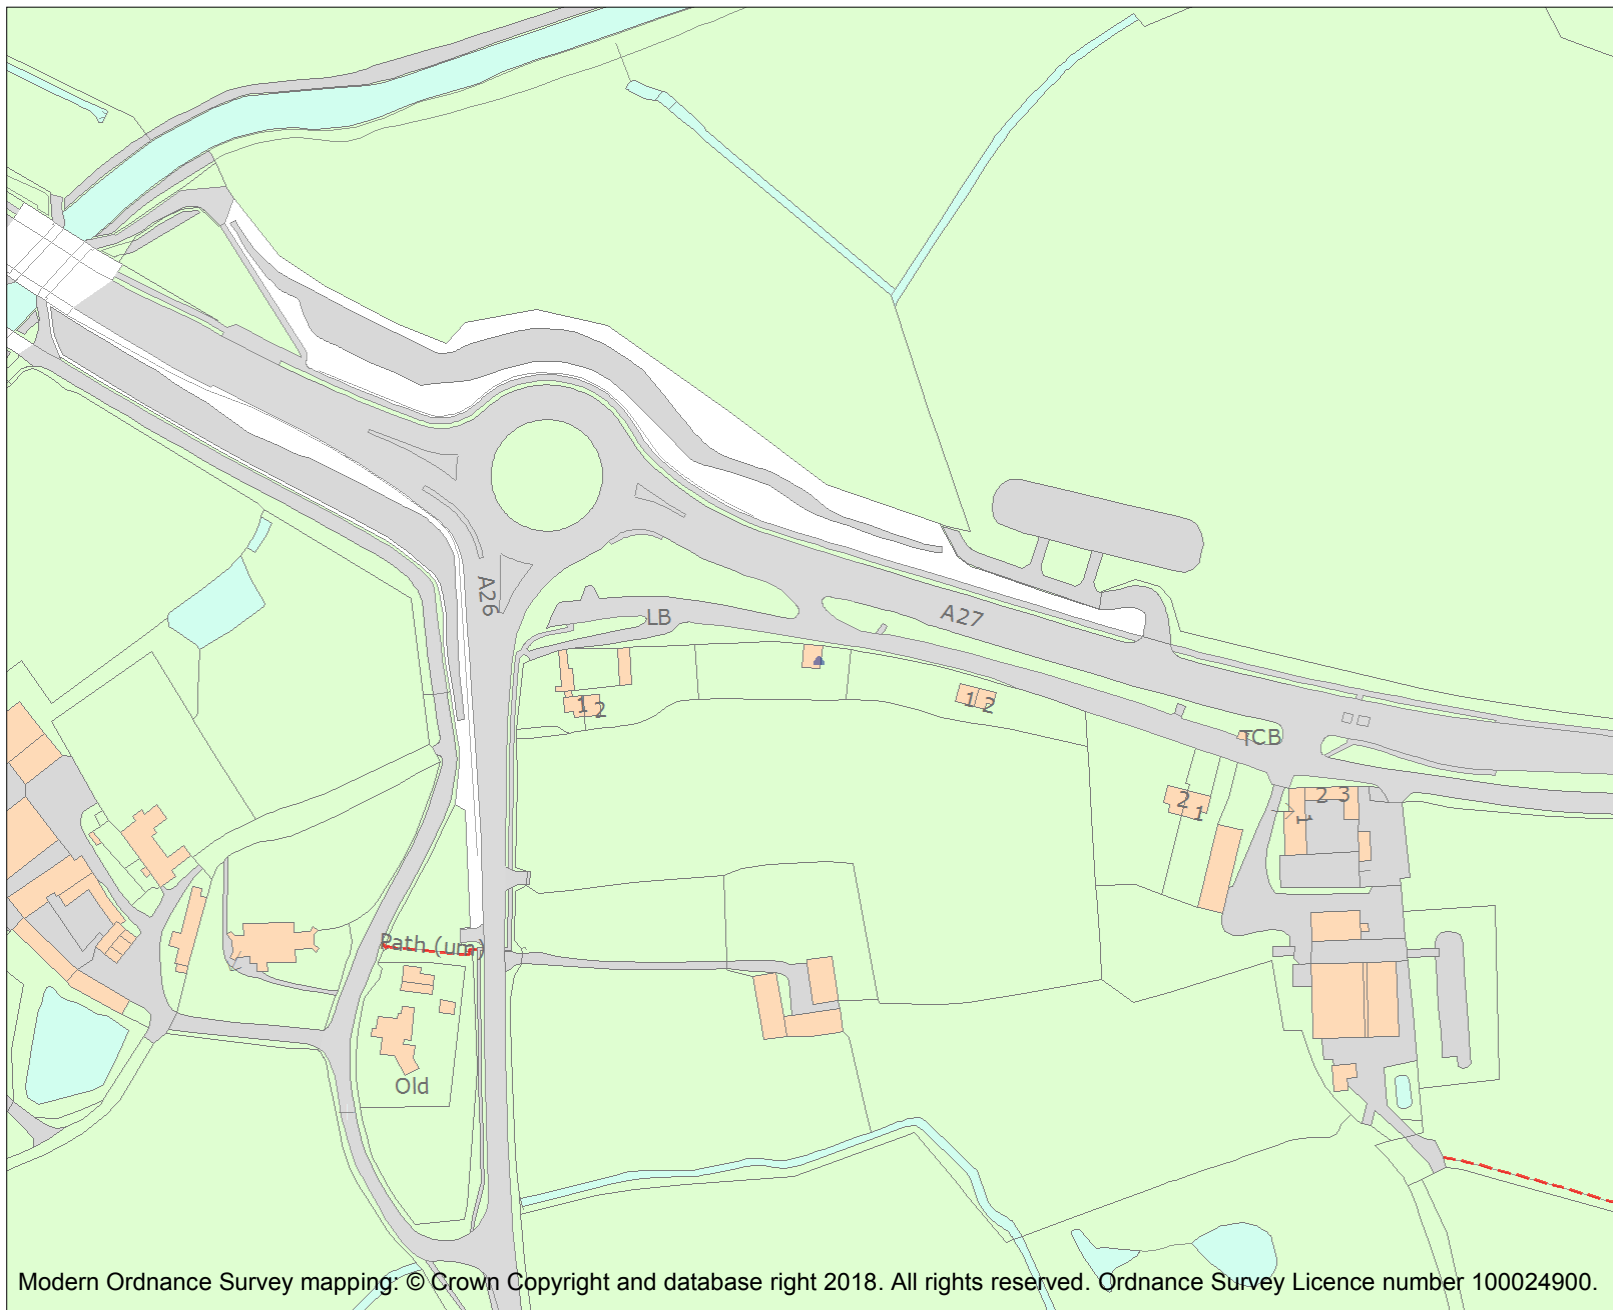 A26
LB
A27
1 2
1 2
TCB
2 3
2
1
1
Path (um)
Old
Modern Ordnance Survey mapping: © Crown Copyright and database right 2018. All rights reserved. Ordnance Survey Licence number 100024900.